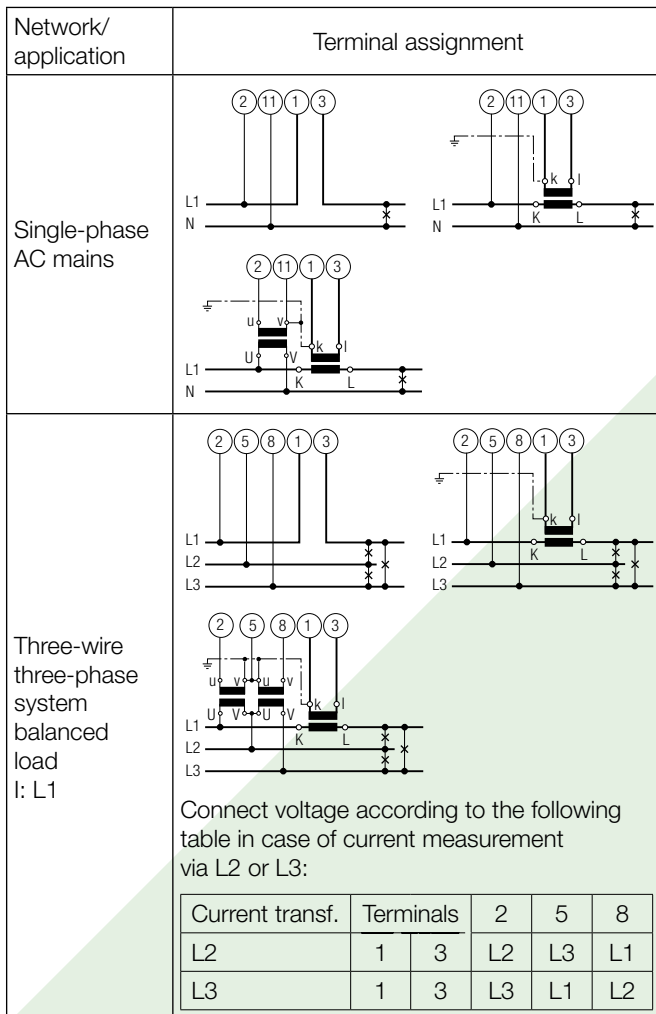 Network/
application
Terminal assignment
Single-phase
AC mains
2 11 1 3
k l
L1
K L
N
2 11 1 3
L1
N
2 11 1 3
u v
k l
U V
L1
K L
N
Three-wire
three-phase
system
balanced
load
I: L1
2 5 8 1 3
L1
L2
L3
2 5 8 1 3
k l
L1
K L
L2
L3
2 5 8 1 3
u v u v
k l
U V U V
L1
K L
L2
L3
Connect voltage according to the following
table in case of current measurement
via L2 or L3:
Current transf. Terminals 2 5 8
L2 1 3 L2 L3 L1
L3 1 3 L3 L1 L2